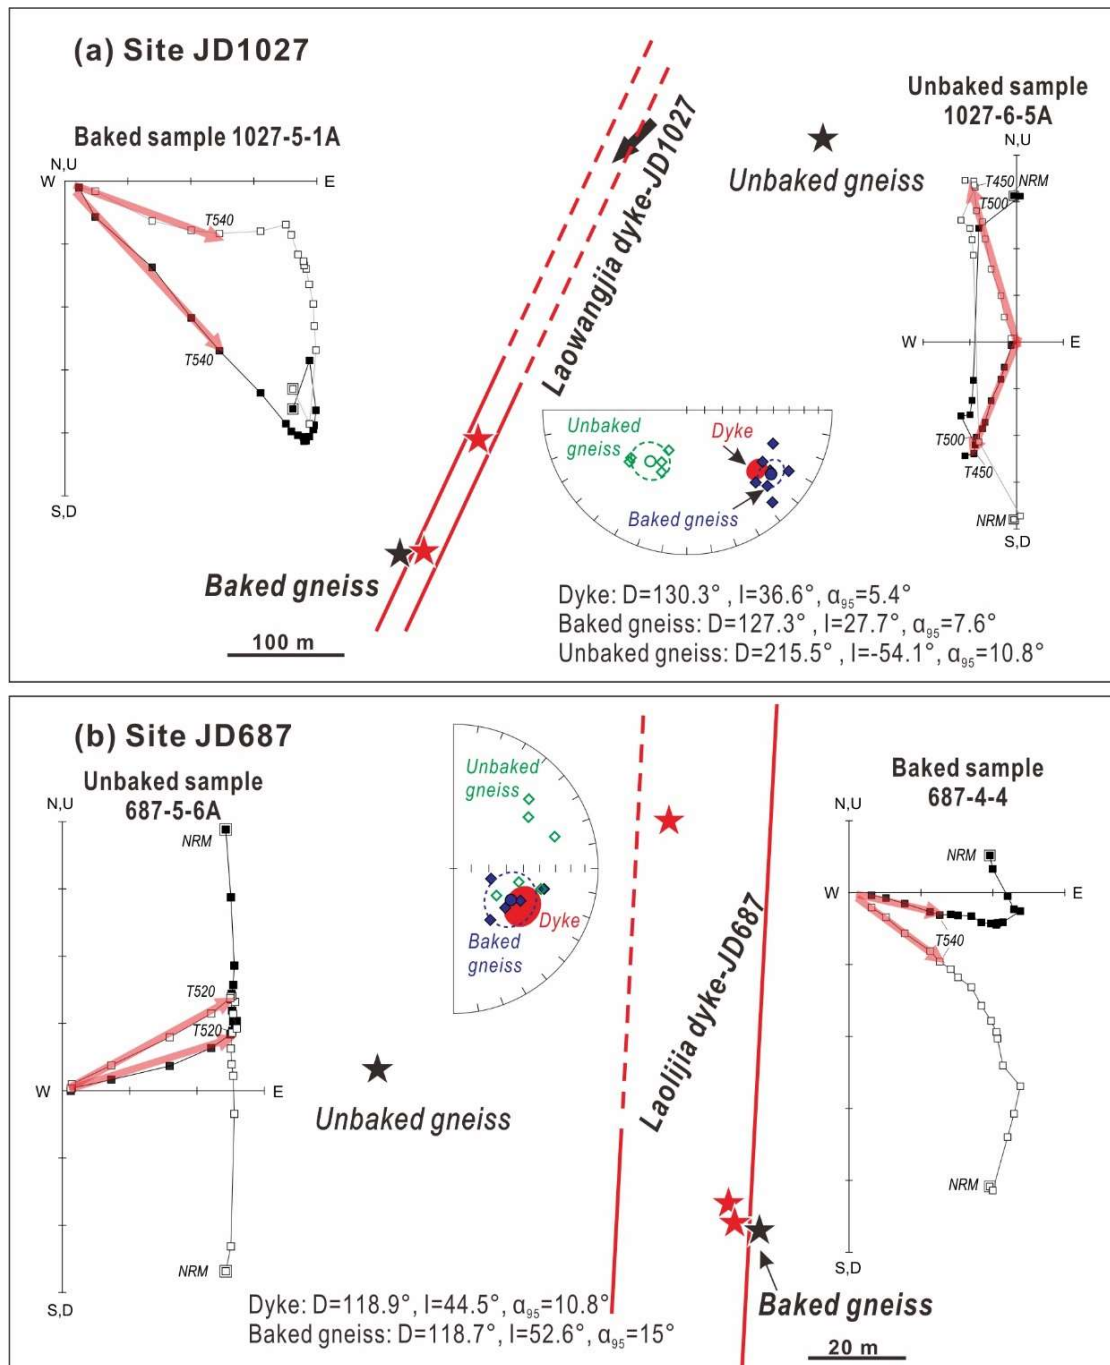 (a) Site JD1027
Baked sample 1027-5-1A
N,U
W
E
T540
T540
S,D
Laowangjia dyke-JD1027
Unbaked gneiss
Unbaked sample
1027-6-5A
N,U
T450
NRM
T500
W
E
T500
T450
NRM
S,D
Unbaked
gneiss
Dyke
Baked gneiss
Baked gneiss
100 m
Dyke: D=130.3° , I=36.6°, α95=5.4°
Baked gneiss: D=127.3° , I=27.7°, α95=7.6°
Unbaked gneiss: D=215.5° , I=-54.1°, α95=10.8°
(b) Site JD687
Unbaked sample
687-5-6A
N,U
NRM
T520
T520
W
E
NRM
S,D
Unbaked
gneiss
Dyke
Baked
gneiss
Unbaked gneiss
Laolijia dyke-JD687
Baked sample
687-4-4
N,U
NRM
W
E
T540
NRM
S,D
Baked gneiss
Dyke: D=118.9°, I=44.5°, α95=10.8°
Baked gneiss: D=118.7°, I=52.6°, α95=15°
20 m